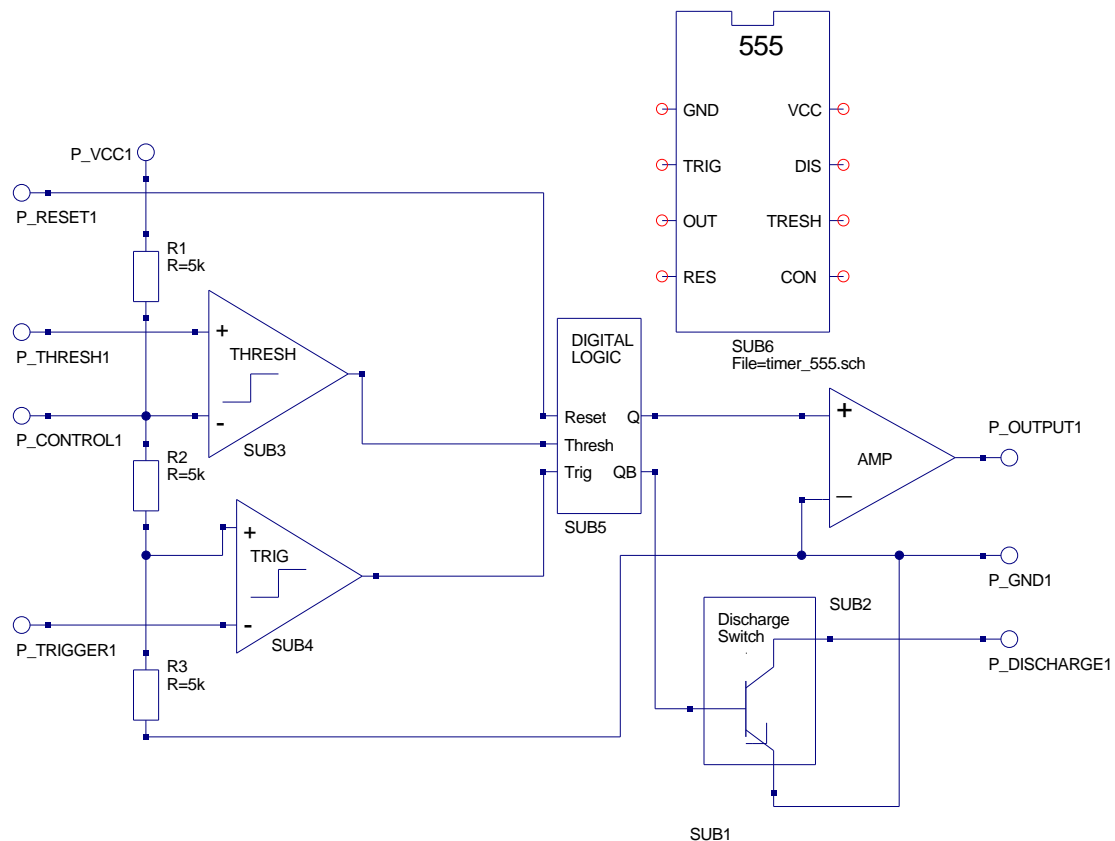 555
GND
VCC
TRIG
DIS
OUT
TRESH
RES
CON
SUB6
File=timer_555.sch
P_VCC1
P_RESET1
R1
R=5k
P_THRESH1
+
THRESH
-
SUB3
P_CONTROL1
R2
R=5k
+
TRIG
-
SUB4
P_TRIGGER1
R3
R=5k
DIGITAL
LOGIC
Reset
Q
Thresh
Trig
QB
SUB5
+
AMP
–
P_OUTPUT1
P_GND1
SUB2
Discharge
Switch
P_DISCHARGE1
SUB1